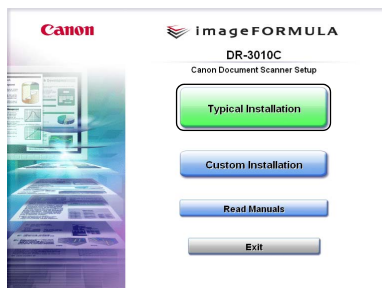 Canon
imageFORMULA
DR-3010C
Canon Document Scanner Setup
Typical Installation
Custom Installation
Read Manuals
Exit